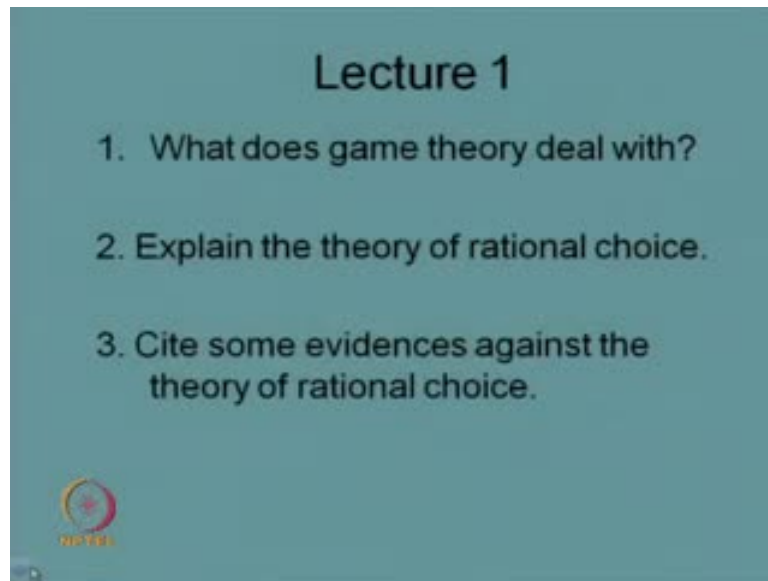 Lecture 1
1. What does game theory deal with?
2. Explain the theory of rational choice.
3. Cite some evidences against the
theory of rational choice.
NPTEL